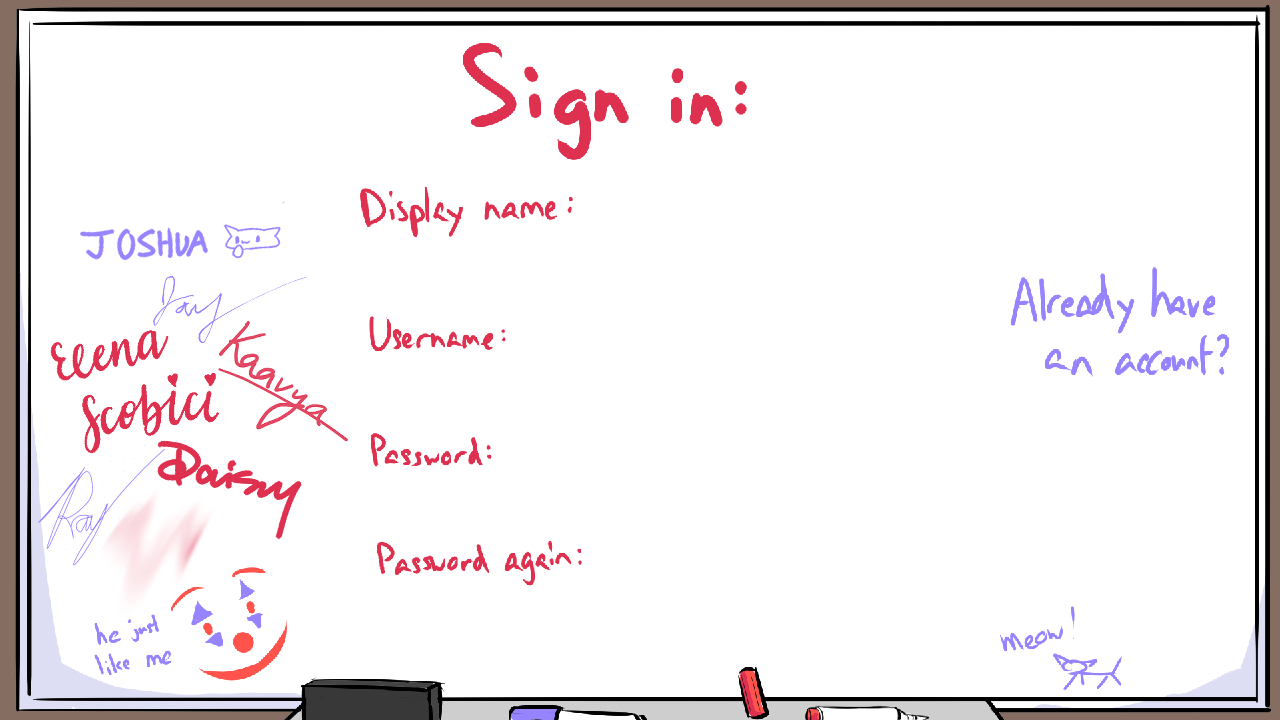 Sign in:
Display name:
JOSHUA
Jay
Already have
an account?
Username:
Elena
Scobici
Kaavya
Password:
Daisy
Ray
Password again:
he just
like me
meow!